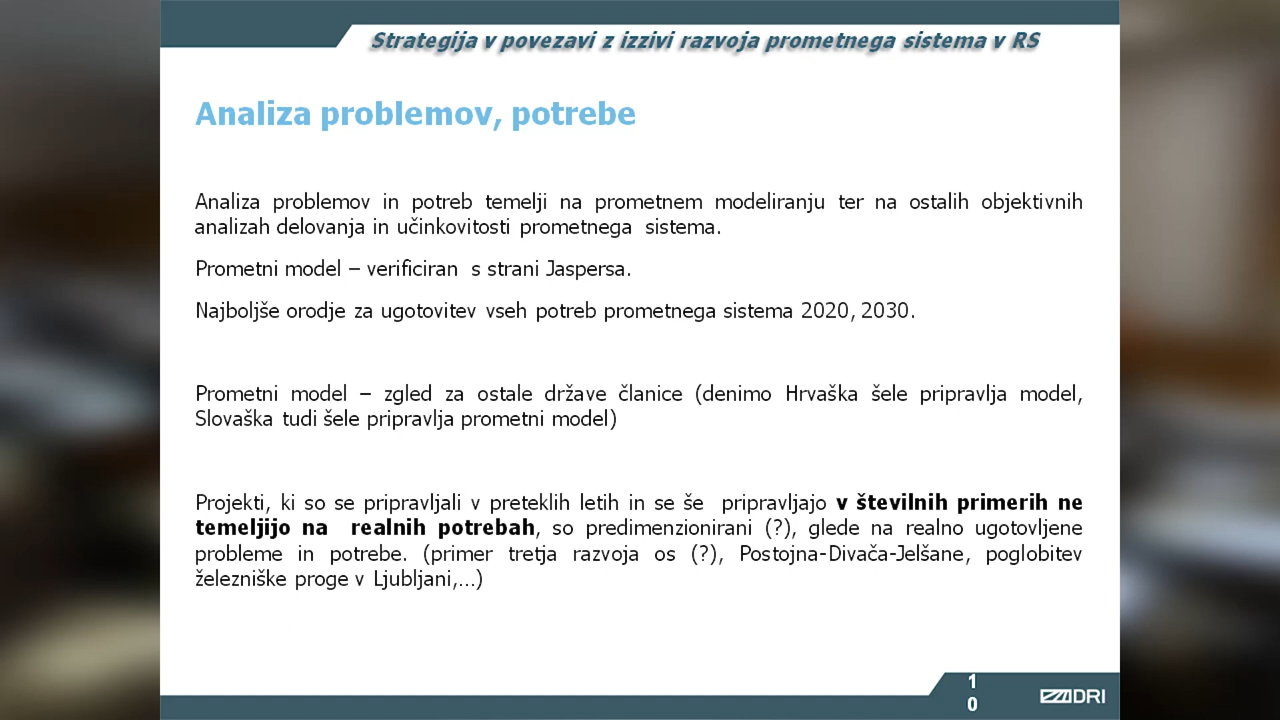 Strategija v povezavi z izzivi razvoja prometnega sistema v RS
Analiza problemov, potrebe
Analiza problemov in potreb temelji na prometnem modeliranju ter na ostalih objektivnih
analizah delovanja in učinkovitosti prometnega sistema.
Prometni model – verificiran s strani Jaspersa.
Najboljše orodje za ugotovitev vseh potreb prometnega sistema 2020, 2030.
Prometni model – zgled za ostale države članice (denimo Hrvaška šele pripravlja model,
Slovaška tudi šele pripravlja prometni model)
Projekti, ki so se pripravljali v preteklih letih in se še pripravljajo v številnih primerih ne
temeljijo na realnih potrebah, so predimenzionirani (?), glede na realno ugotovljene
probleme in potrebe. (primer tretja razvoja os (?), Postojna-Divača-Jelšane, poglobitev
železniške proge v Ljubljani,...)
1
0
DRI